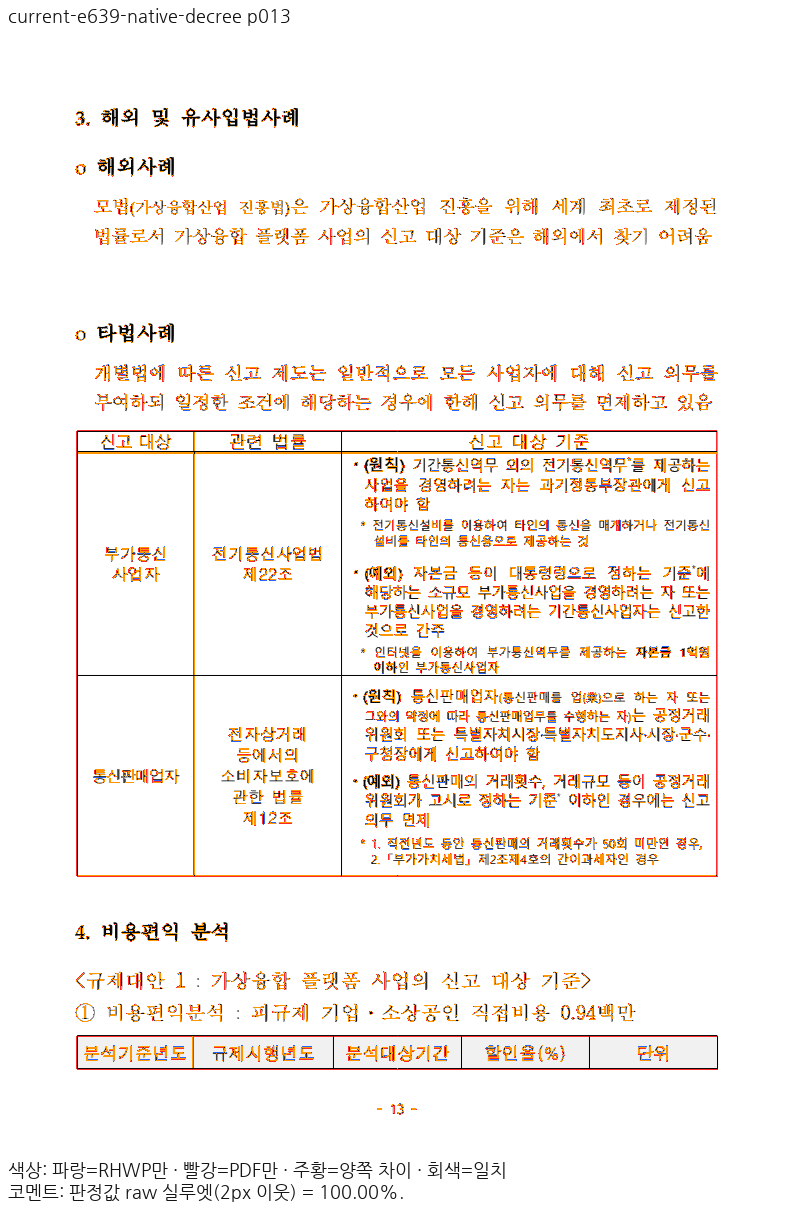 current-e639-native-decree p013
3. 해외 및 유사입법사례
o 해외사례
모법(가상융합산업 진흥법)은 가상융합산업 진흥을 위해 세계 최초로 제정된
법률로서 가상융합 플랫폼 사업의 신고 대상 기준은 해외에서 찾기 어려움
o 타법사례
개별법에 따른 신고 제도는 일반적으로 모든 사업자에 대해 신고 의무를
부여하되 일정한 조건에 해당하는 경우에 한해 신고 의무를 면제하고 있음
신고 대상 관련 법률 신고 대상 기준
부가통신
사업자
전기통신사업법
제22조
· (원칙) 기간통신역무 외의 전기통신역무*를 제공하는
사업을 경영하려는 자는 과기정통부장관에게 신고
하여야 함
* 전기통신설비를 이용하여 타인의 통신을 매개하거나 전기통신
설비를 타인의 통신용으로 제공하는 것
· (예외) 자본금 등이 대통령령으로 정하는 기준*에
해당하는 소규모 부가통신사업을 경영하려는 자 또는
부가통신사업을 경영하려는 기간통신사업자는 신고한
것으로 간주
* 인터넷을 이용하여 부가통신역무를 제공하는 자본금 1억원
이하인 부가통신사업자
통신판매업자
전자상거래
등에서의
소비자보호에
관한 법률
제12조
· (원칙) 통신판매업자(통신판매를 업(業)으로 하는 자 또는
그와의 약정에 따라 통신판매업무를 수행하는 자)는 공정거래
위원회 또는 특별자치시장·특별자치도지사·시장·군수·
구청장에게 신고하여야 함
· (예외) 통신판매의 거래횟수, 거래규모 등이 공정거래
위원회가 고시로 정하는 기준* 이하인 경우에는 신고
의무 면제
* 1. 직전년도 동안 통신판매의 거래횟수가 50회 미만인 경우,
2. 「부가가치세법」 제2조제4호의 간이과세자인 경우
4. 비용편익 분석
<규제대안 1 : 가상융합 플랫폼 사업의 신고 대상 기준>
① 비용편익분석 : 피규제 기업·소상공인 직접비용 0.94백만
분석기준년도 규제시행년도 분석대상기간 할인율(%) 단위
- 13 -
색상: 파랑=RHWP만 · 빨강=PDF만 · 주황=양쪽 차이 · 회색=일치
코멘트: 판정값 raw 실루엣(2px 이웃) = 100.00%.